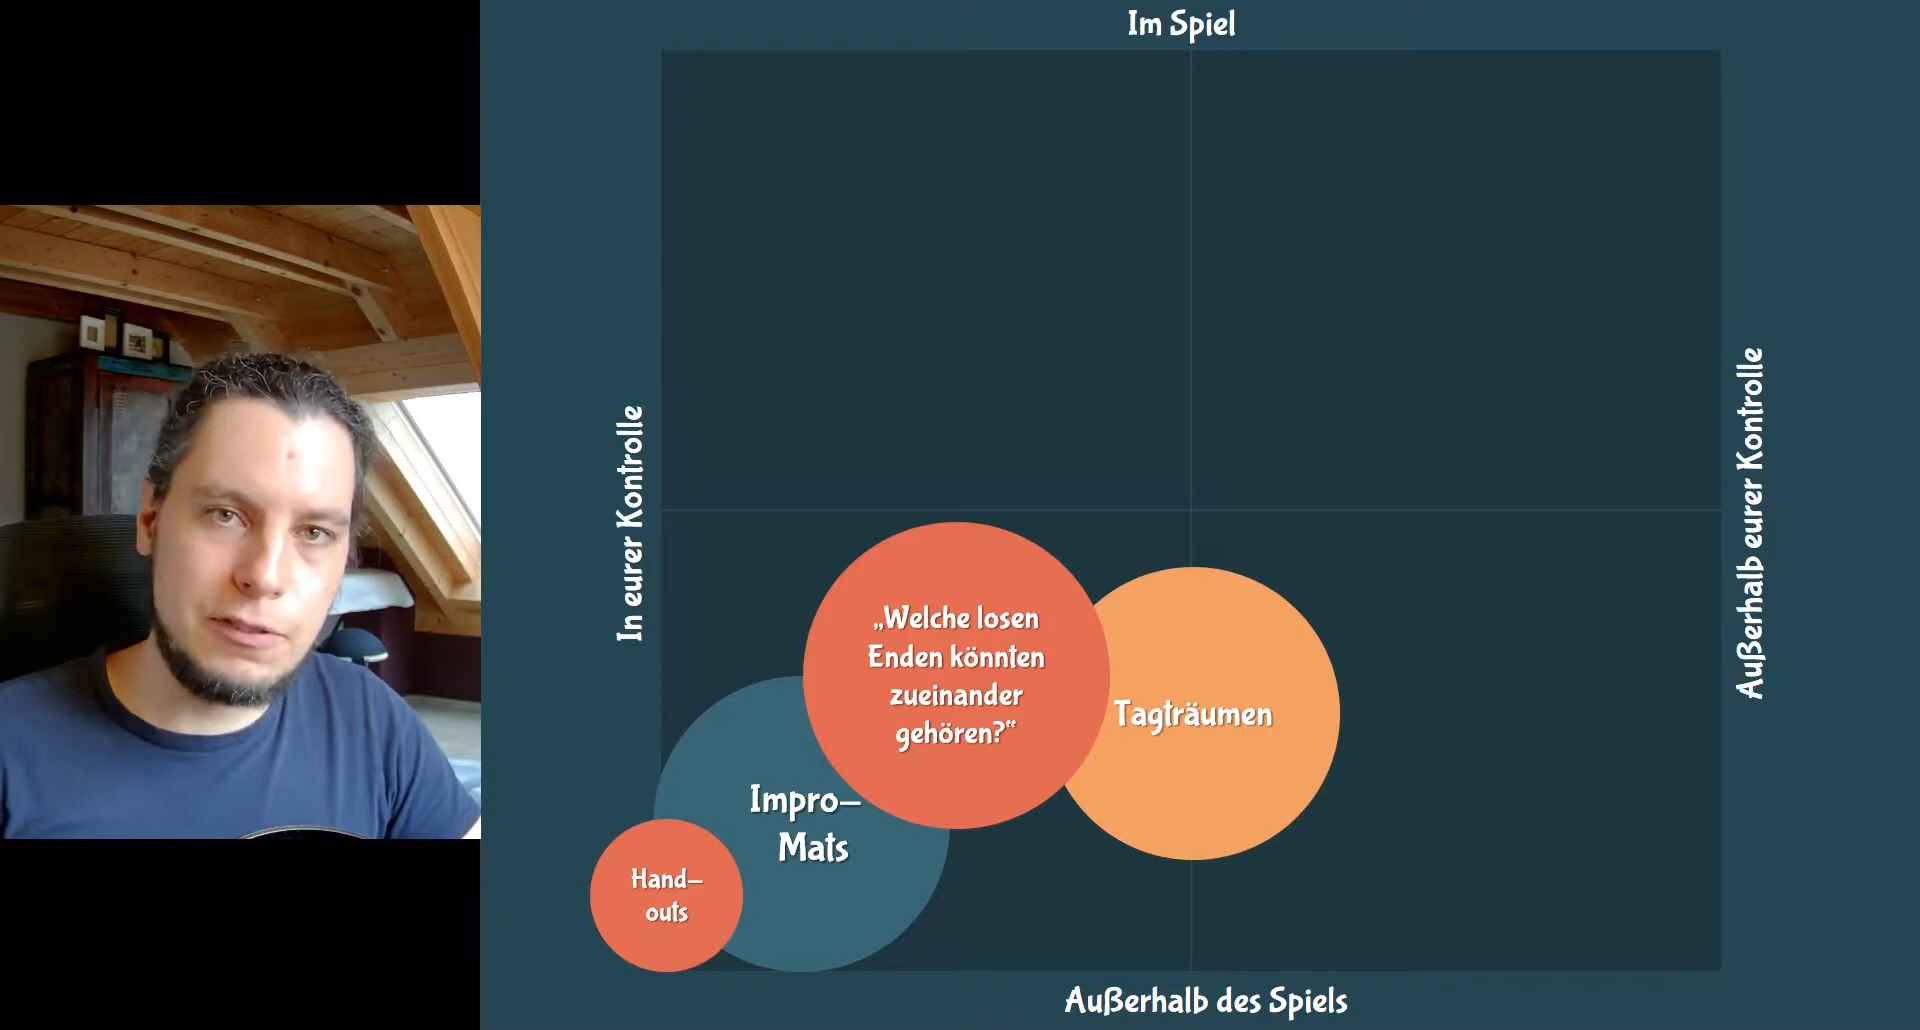 Im Spiel
In eurer Kontrolle
Außerhalb eurer Kontrolle
„Welche losen
Enden könnten
zueinander
gehören?“
Tagträumen
Impro-
Mats
Hand-
outs
Außerhalb des Spiels